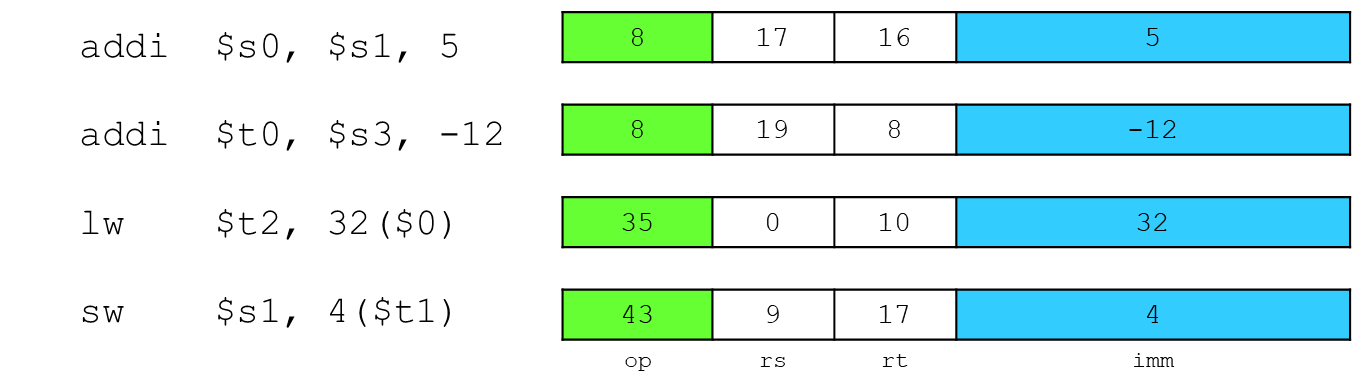 addi $s0, $s1, 5 8 17 16 5
addi $t0, $s3, -12 8 19 8 -12
lw $t2, 32($0) 35 0 10 32
sw $s1, 4($t1) 43 9 17 4
op rs rt imm